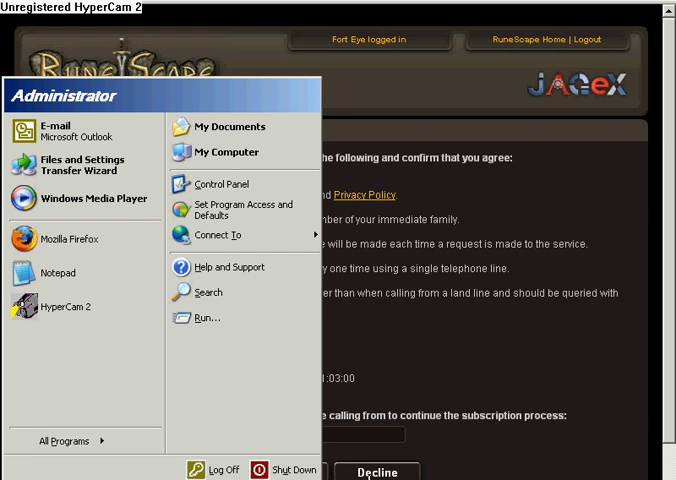 Unregistered HyperCam 2
Fort Eye logged in
RuneScape Home | Logout
RuneScape
JAGeX
Administrator
E-mail
Microsoft Outlook
Files and Settings
Transfer Wizard
Windows Media Player
Mozilla Firefox
Notepad
HyperCam 2
All Programs
My Documents
My Computer
Control Panel
Set Program Access and
Defaults
Connect To
Help and Support
Search
Run...
Log Off
Shut Down
he following and confirm that you agree:
nd Privacy Policy.
nber of your immediate family.
e will be made each time a request is made to the service.
y one time using a single telephone line.
er than when calling from a land line and should be queried with
1:03:00
e calling from to continue the subscription process:
Decline